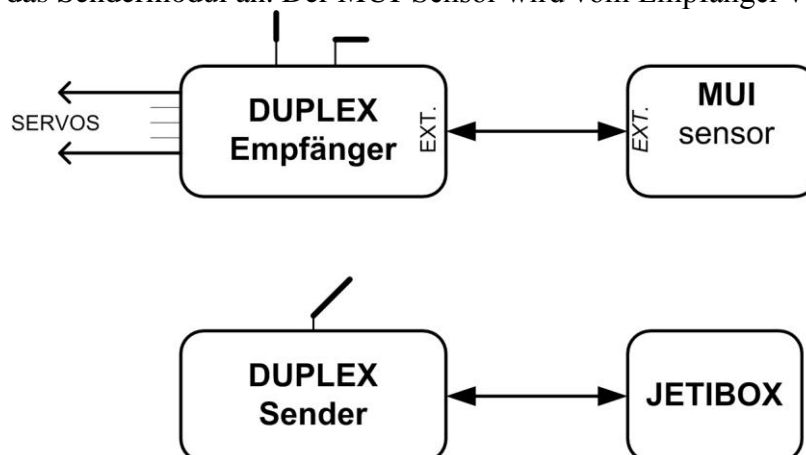 das Sendermodul an. Der MUI Sensor wird vom Empfänger
SERVOS
DUPLEX
Empfänger
EXT.
EXT.
MUI
sensor
DUPLEX
Sender
JETIBOX